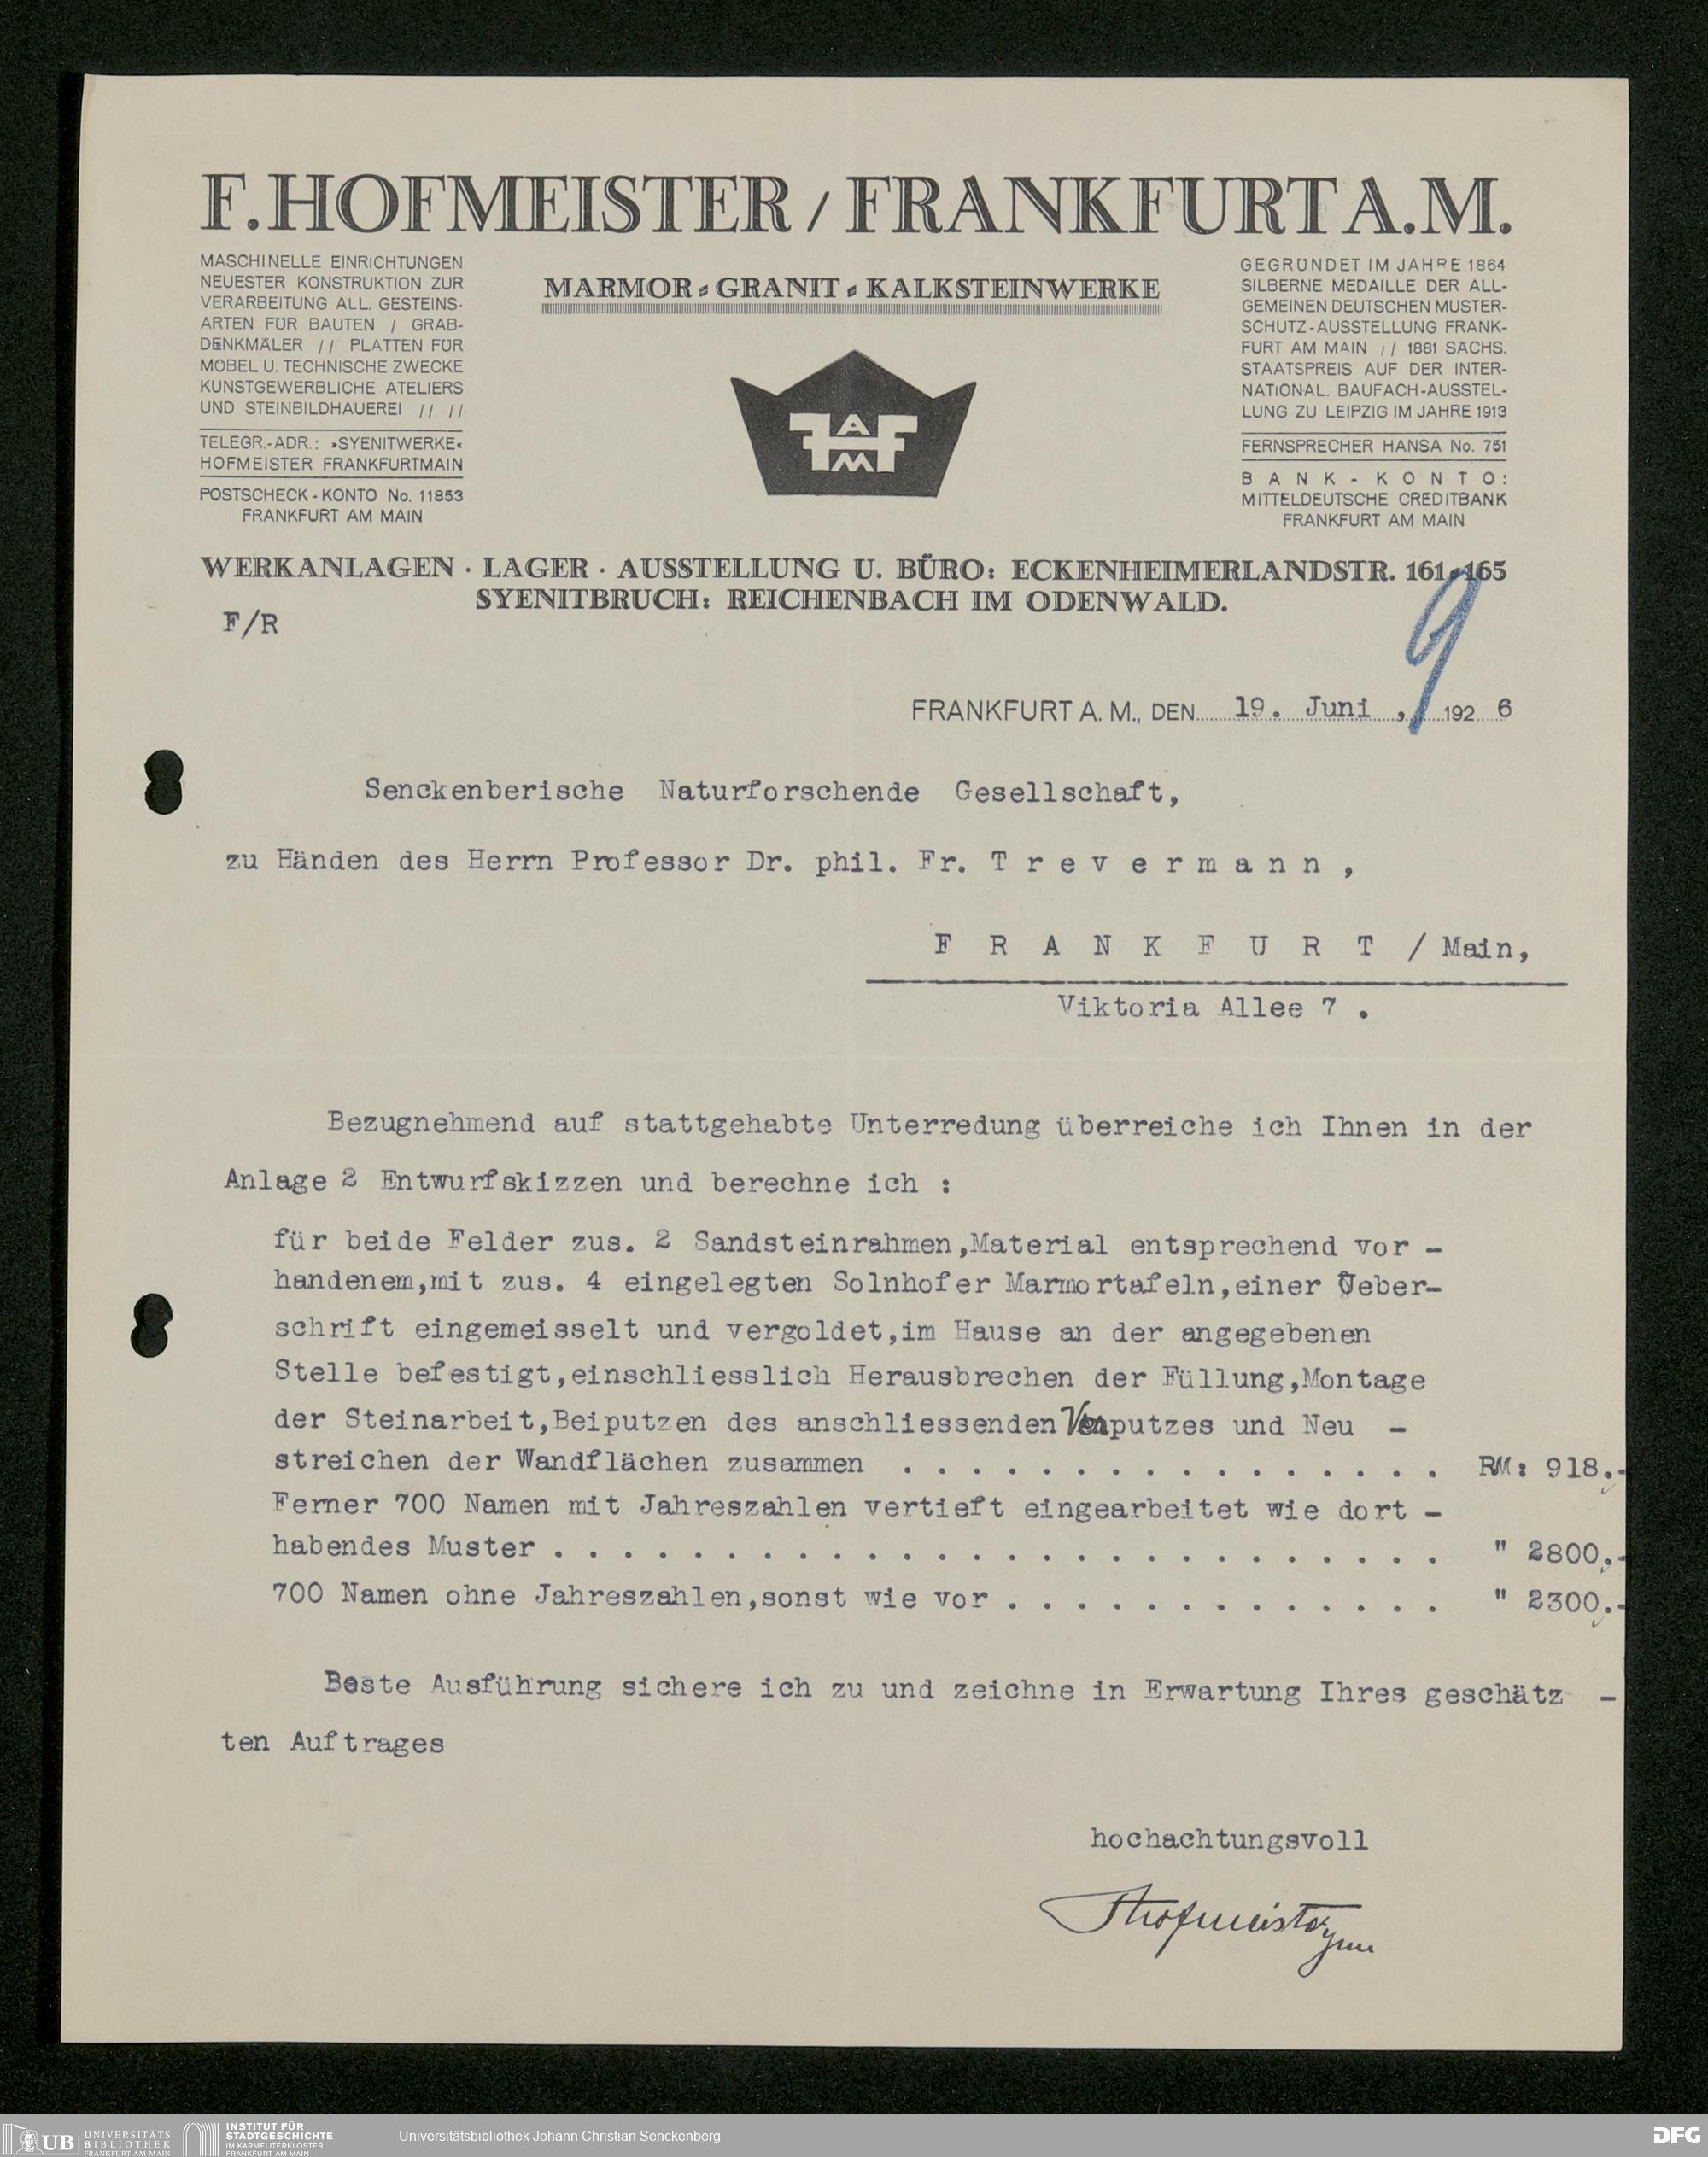 F. HOFMEISTER / FRANKFURT A.M.
MASCHINELLE EINRICHTUNGEN
NEUESTER KONSTRUKTION ZUR
VERARBEITUNG ALL. GESTEINS-
ARTEN FÜR BAUTEN / GRAB-
DENKMÄLER // PLATTEN FÜR
MÖBEL U. TECHNISCHE ZWECKE
KUNSTGEWERBLICHE ATELIERS
UND STEINBILDHAUEREI // //
TELEGR.-ADR.: »SYENITWERKE«
HOFMEISTER FRANKFURTMAIN
POSTSCHECK-KONTO No. 11853
FRANKFURT AM MAIN
MARMOR⸗GRANIT⸗KALKSTEINWERKE
FH AM F
GEGRÜNDET IM JAHRE 1864
SILBERNE MEDAILLE DER ALL-
GEMEINEN DEUTSCHEN MUSTER-
SCHUTZ-AUSSTELLUNG FRANK-
FURT AM MAIN // 1881 SÄCHS.
STAATSPREIS AUF DER INTER-
NATIONAL. BAUFACH-AUSSTEL-
LUNG ZU LEIPZIG IM JAHRE 1913
FERNSPRECHER HANSA No. 751
BANK-KONTO:
MITTELDEUTSCHE CREDITBANK
FRANKFURT AM MAIN
WERKANLAGEN · LAGER · AUSSTELLUNG U. BÜRO: ECKENHEIMERLANDSTR. 161⸗165
SYENITBRUCH: REICHENBACH IM ODENWALD.
F/R
9
FRANKFURT A. M., DEN 19. Juni , 192 6
Senckenberische Naturforschende Gesellschaft,
zu Händen des Herrn Professor Dr. phil. Fr. T r e v e r m a n n ,
F R A N K F U R T / Main,
Viktoria Allee 7 .
Bezugnehmend auf stattgehabte Unterredung überreiche ich Ihnen in der
Anlage 2 Entwurfskizzen und berechne ich :
für beide Felder zus. 2 Sandsteinrahmen,Material entsprechend vor -
handenem,mit zus. 4 eingelegten Solnhofer Marmortafeln,einer Ueber-
schrift eingemeisselt und vergoldet,im Hause an der angegebenen
Stelle befestigt,einschliesslich Herausbrechen der Füllung,Montage
der Steinarbeit,Beiputzen des anschliessenden Verputzes und Neu -
streichen der Wandflächen zusammen . . . . . . . . . . . . . . . . RM: 918.-
Ferner 700 Namen mit Jahreszahlen vertieft eingearbeitet wie dort -
habendes Muster . . . . . . . . . . . . . . . . . . . . . . . . . . " 2800.-
700 Namen ohne Jahreszahlen,sonst wie vor . . . . . . . . . . . . . " 2300.-
Beste Ausführung sichere ich zu und zeichne in Erwartung Ihres geschätz -
ten Auftrages
hochachtungsvoll
Hofmeister jun
UB UNIVERSITÄTS
BIBLIOTHEK
FRANKFURT AM MAIN
INSTITUT FÜR
STADTGESCHICHTE
IM KARMELITERKLOSTER
FRANKFURT AM MAIN
Universitätsbibliothek Johann Christian Senckenberg
DFG